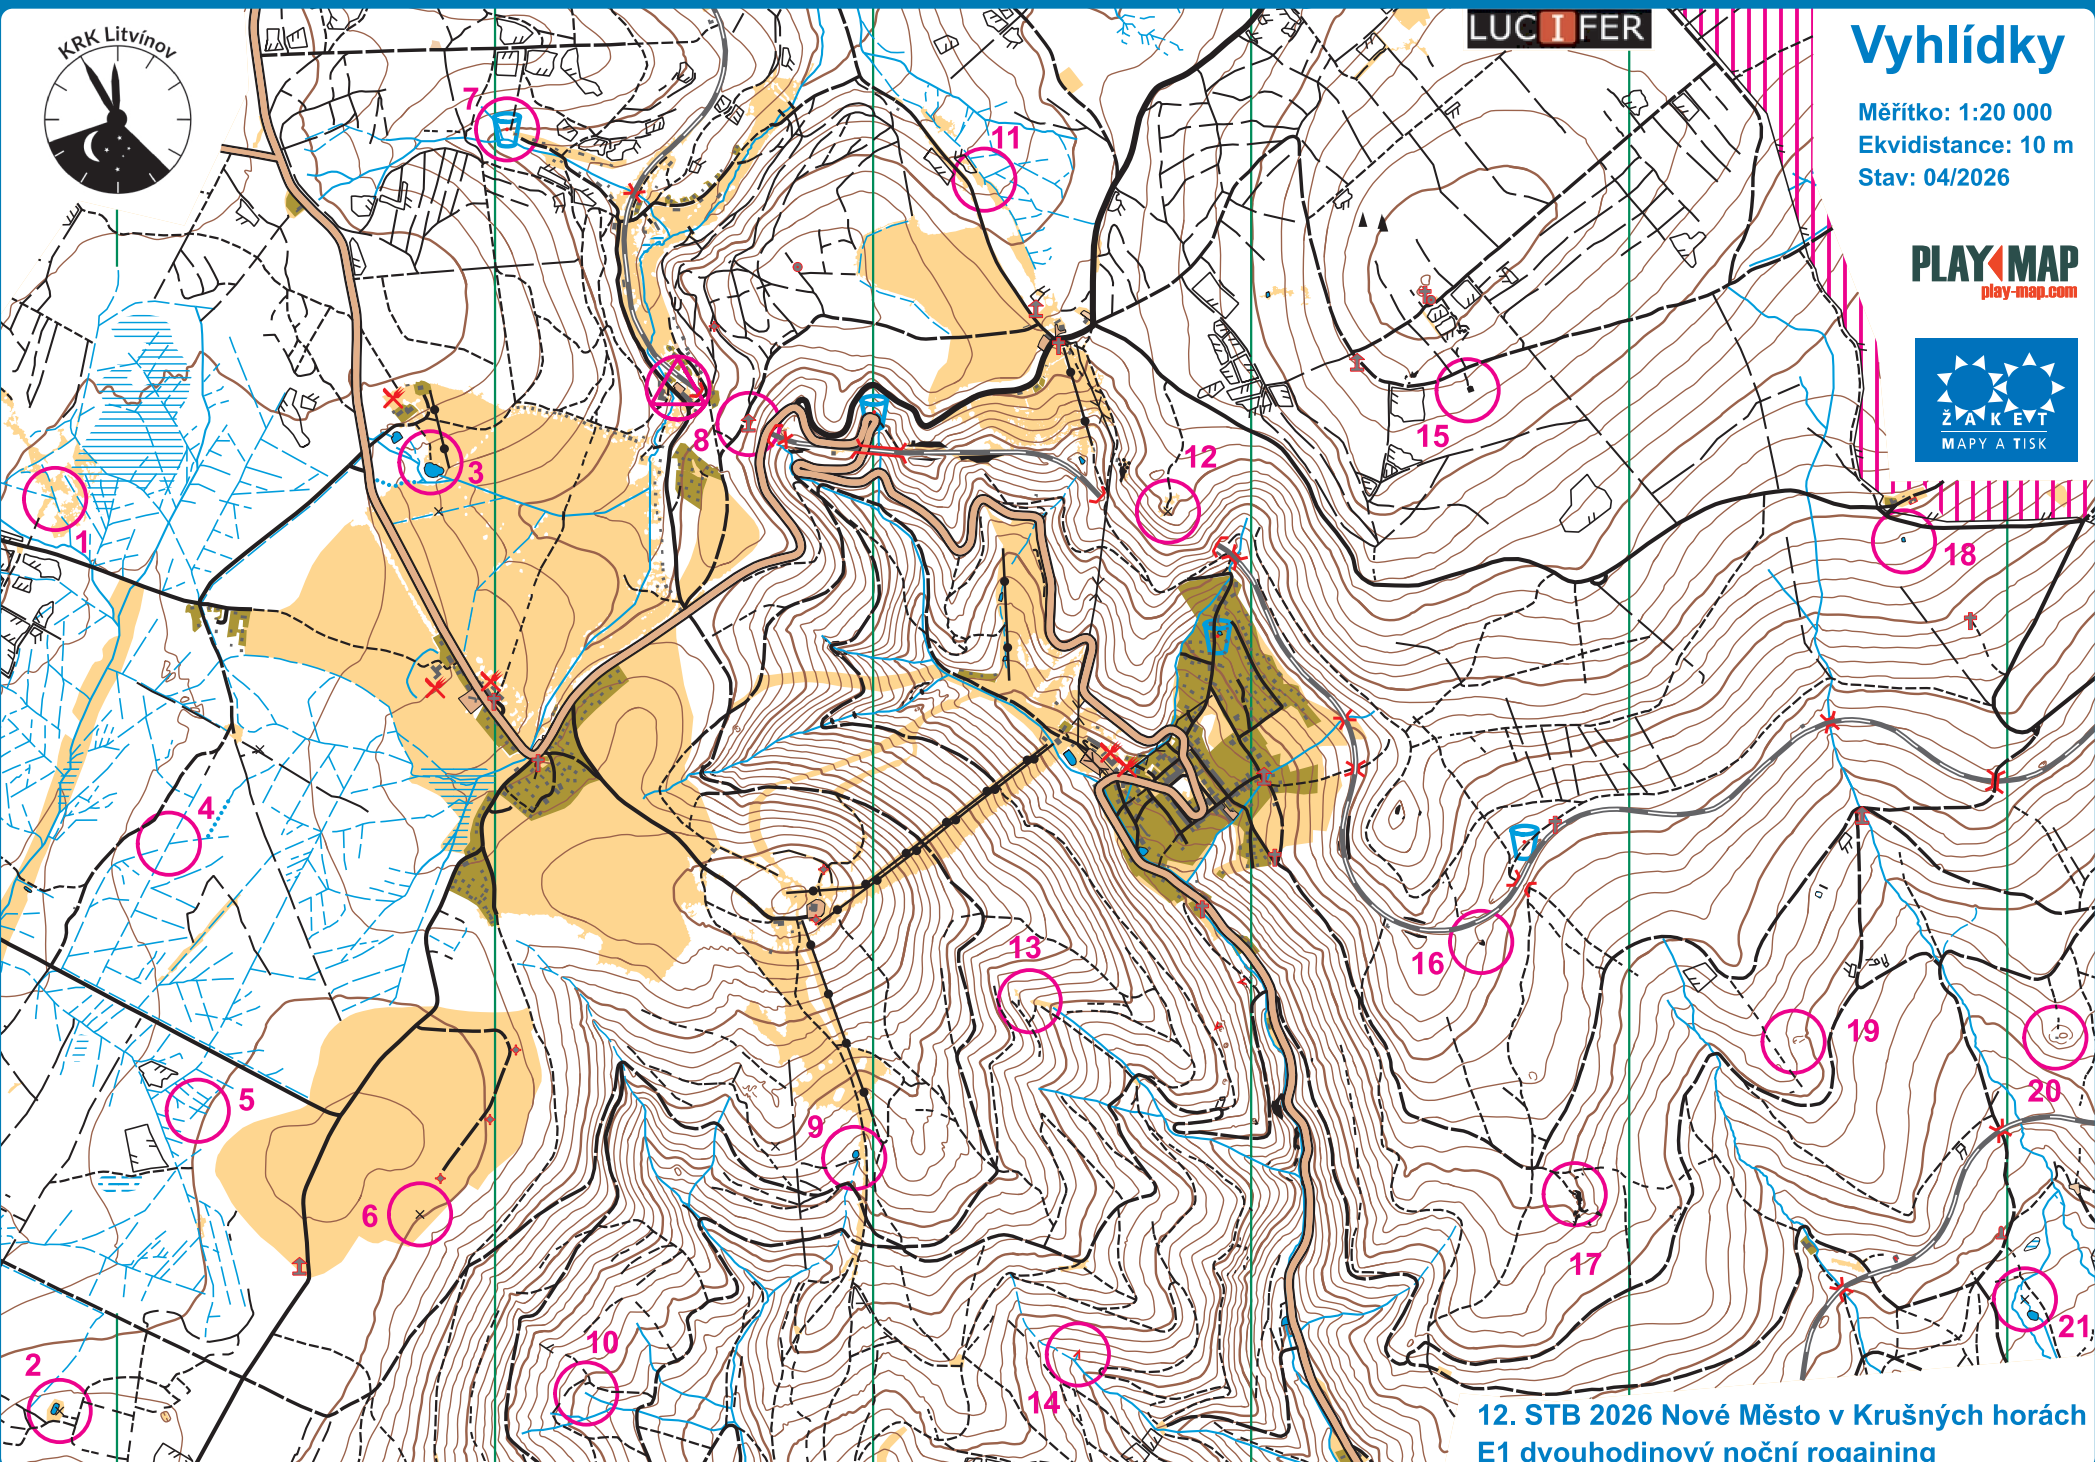 KRK Litvínov
LUCIFER
Vyhlídky
Měřítko: 1:20 000
Ekvidistance: 10 m
Stav: 04/2026
PLAY MAP
play-map.com
ŽAKET
MAPY A TISK
7
11
8
3
12
15
1
18
4
13
16
5
19
20
9
6
17
10
2
14
21
12. STB 2026 Nové Město v Krušných horách
E1 dvouhodinový noční rogaining